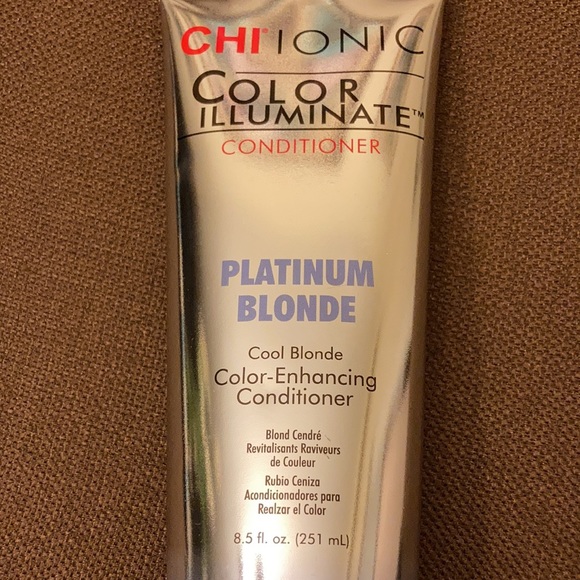 CHI IONIC
COLOR
ILLUMINATE™
CONDITIONER
PLATINUM
BLONDE
Cool Blonde
Color-Enhancing
Conditioner
Blond Cendré
Revitalisants Raviveurs
de Couleur
Rubio Ceniza
Acondicionadores para
Realzar el Color
8.5 fl. oz. (251 mL)